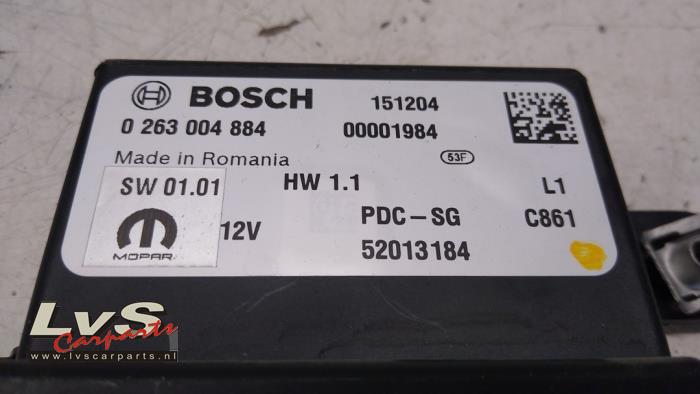 BOSCH 151204
0 263 004 884 00001984
Made in Romania 53F
SW 01.01 HW 1.1 L1
12V PDC-SG C861
MOPAR 52013184
LvS
Carparts
www.lvscarparts.nl